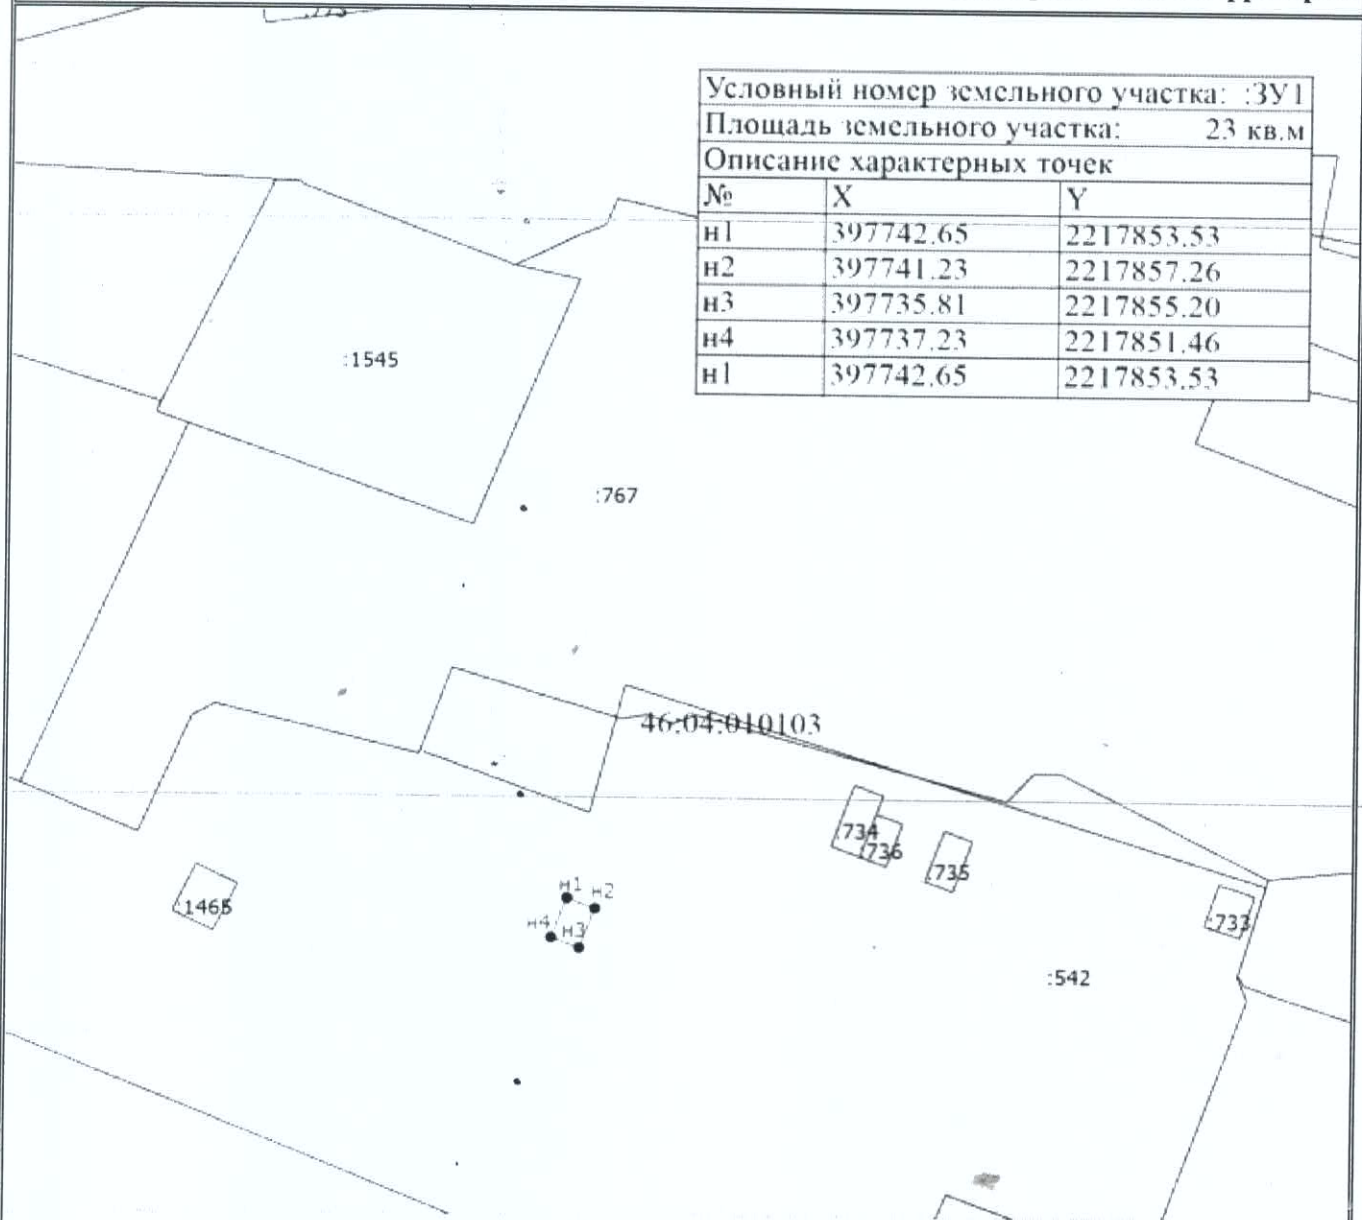 Условный номер земельного участка: :ЗУ1
Площадь земельного участка: 23 кв.м
Описание характерных точек
№ X Y
н1 397742.65 2217853.53
н2 397741.23 2217857.26
н3 397735.81 2217855.20
н4 397737.23 2217851.46
н1 397742.65 2217853.53
:1545
:767
46:04:010103
:734
:736
:735
:1465
н1
н2
н4
н3
:733
:542